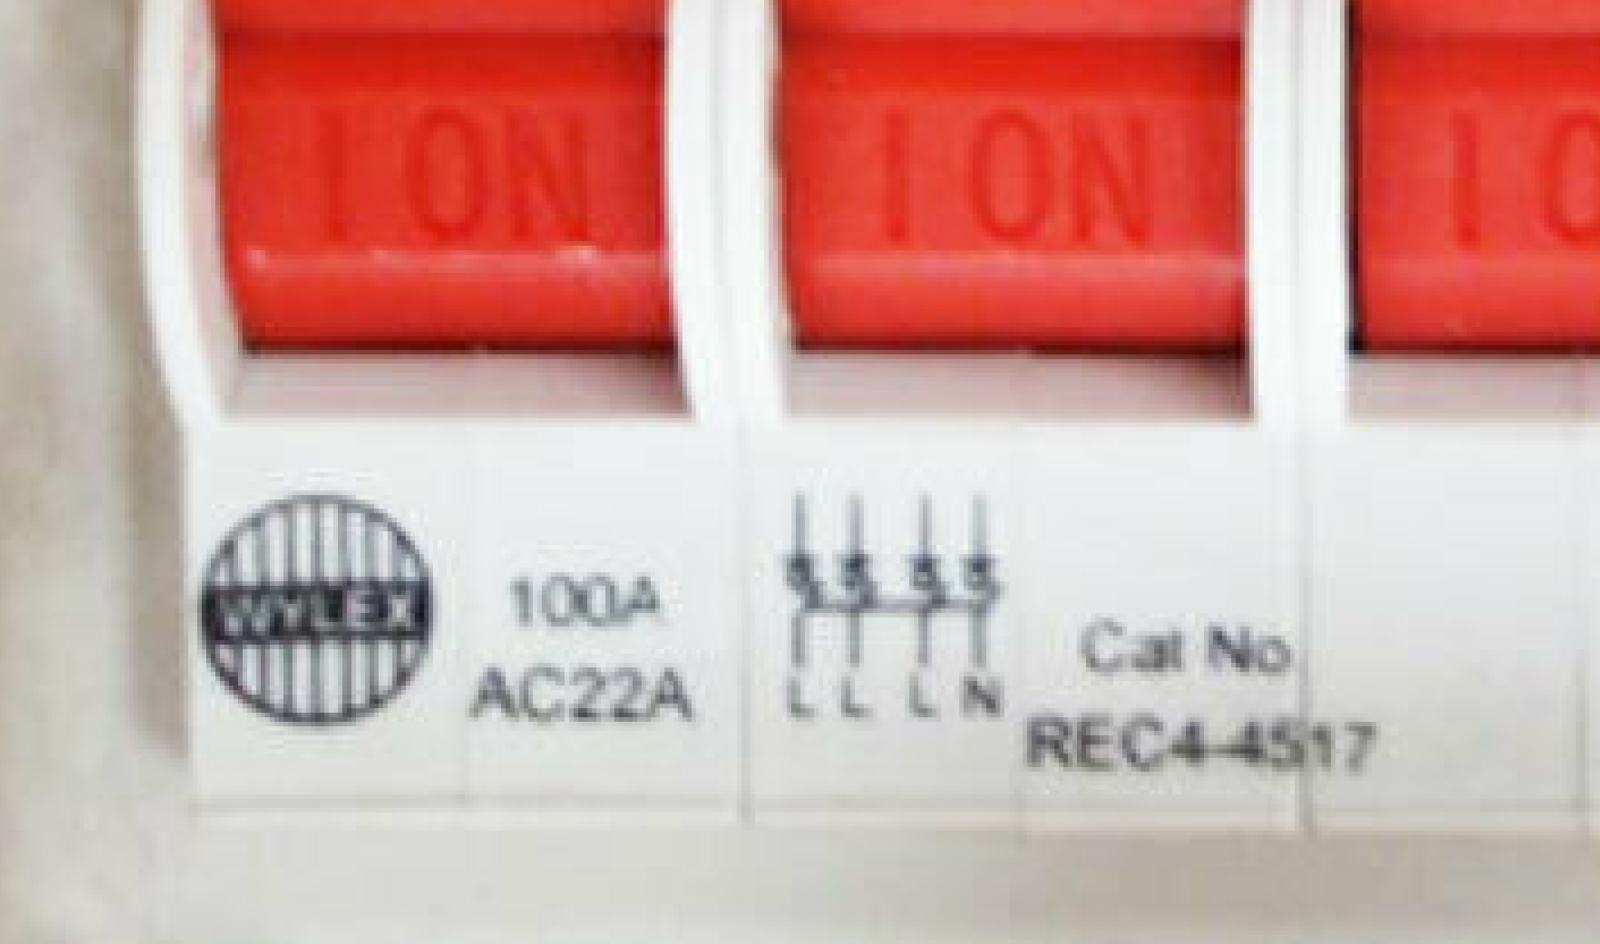 I ON
I ON
I O
WYLEX
100A
AC22A
L L L N
Cat No
REC4-4517